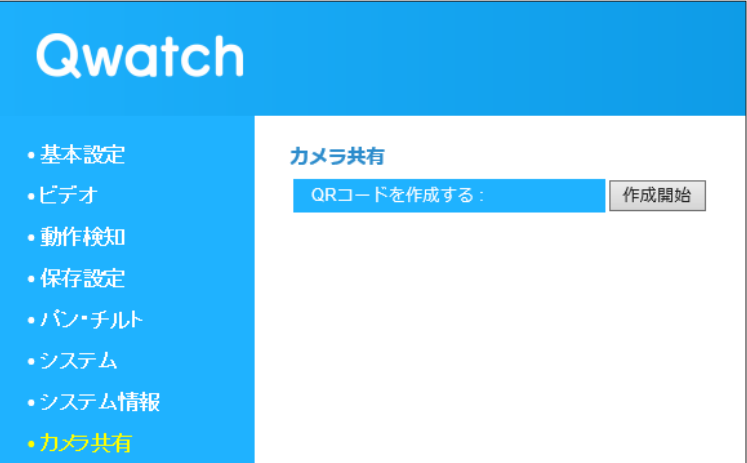 Qwatch
・基本設定
・ビデオ
・動作検知
・保存設定
・パン・チルト
・システム
・システム情報
・カメラ共有
カメラ共有
QRコードを作成する : 作成開始